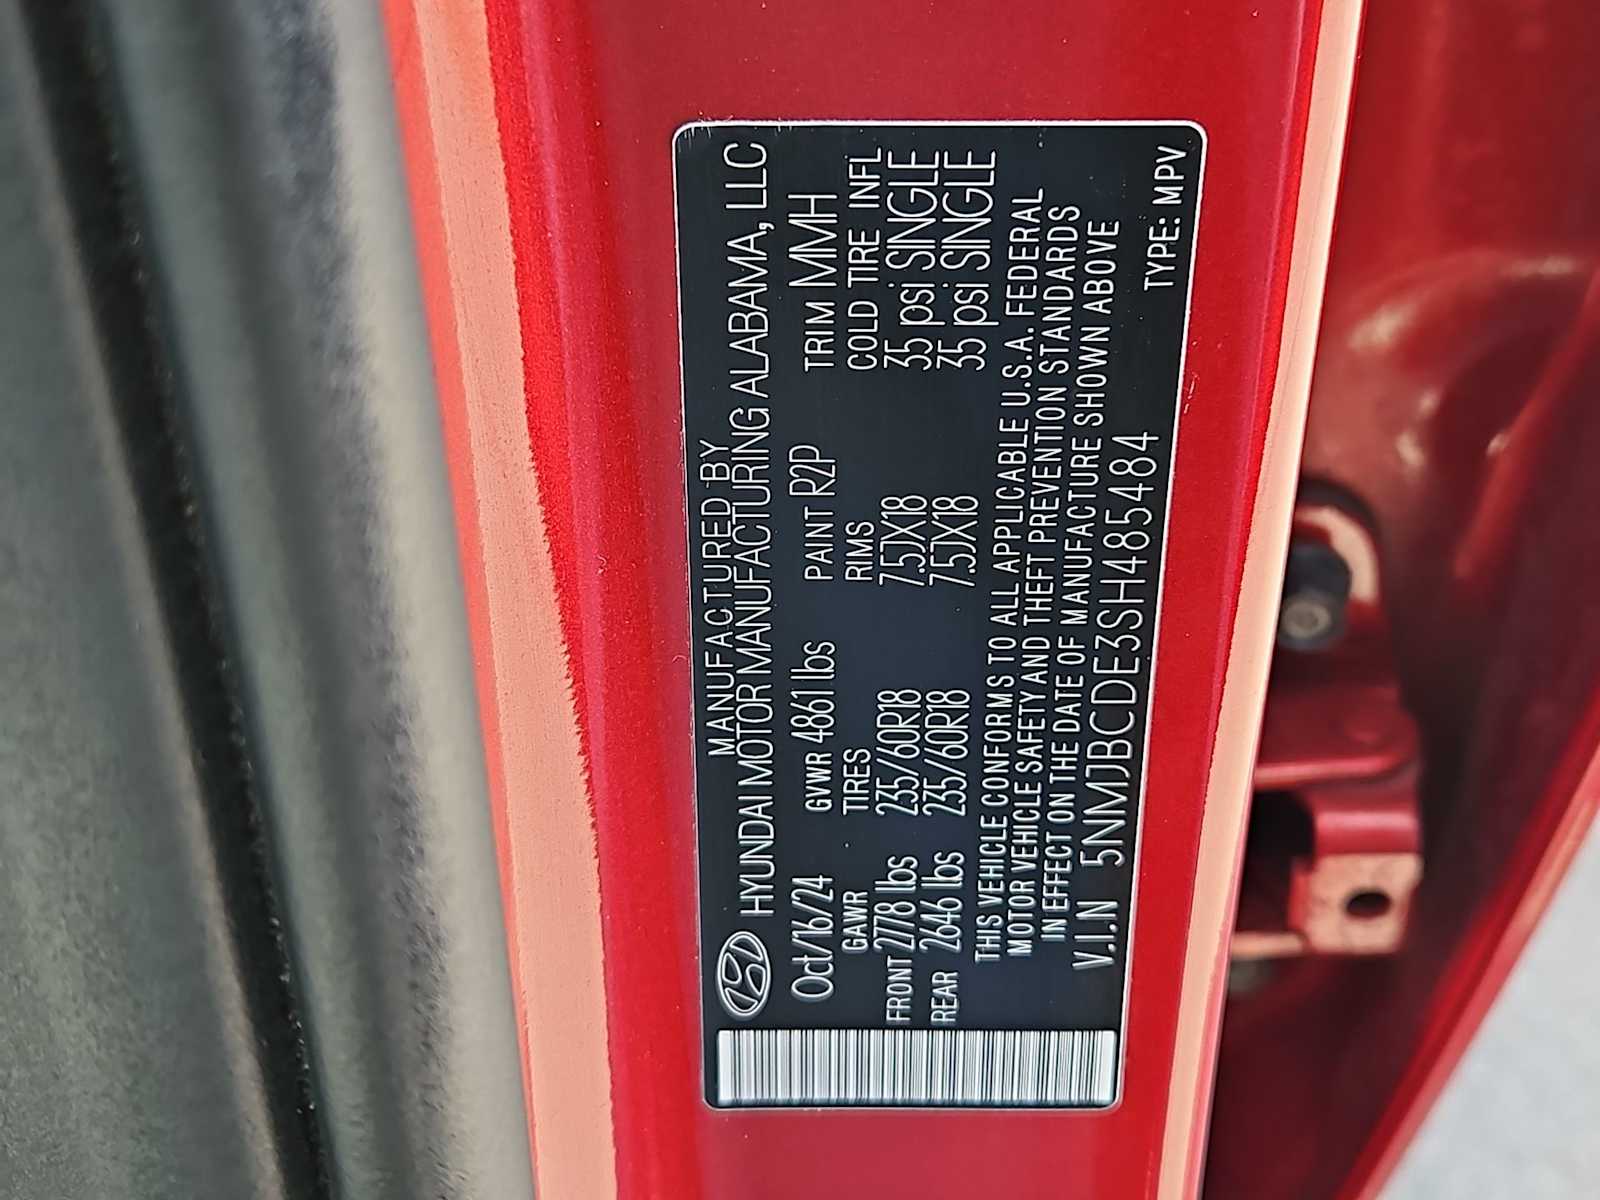 MANUFACTURED BY
HYUNDAI MOTOR MANUFACTURING ALABAMA, LLC
Oct/16/24 GVWR 4861 lbs PAINT R2P TRIM MMH
GAWR TIRES RIMS COLD TIRE INFL
FRONT 2778 lbs 235/60R18 7.5JX18 35 psi SINGLE
REAR 2646 lbs 235/60R18 7.5JX18 35 psi SINGLE
THIS VEHICLE CONFORMS TO ALL APPLICABLE U.S.A. FEDERAL
MOTOR VEHICLE SAFETY AND THEFT PREVENTION STANDARDS
IN EFFECT ON THE DATE OF MANUFACTURE SHOWN ABOVE
V.I.N 5NMJBCDE3SH485484
TYPE: MPV